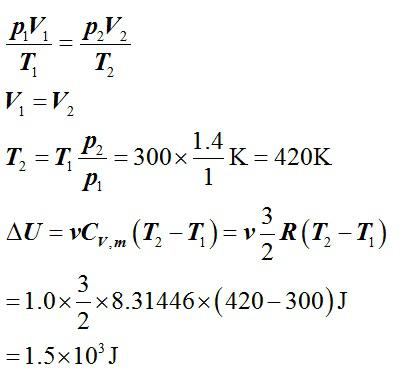 p₁V₁/T₁ = p₂V₂/T₂
V₁ = V₂
T₂ = T₁ p₂/p₁ = 300 × 1.4/1 K = 420K
ΔU = νC_V,m (T₂ − T₁) = ν 3/2 R (T₂ − T₁)
= 1.0 × 3/2 × 8.31446 × (420 − 300) J
= 1.5 × 10³ J